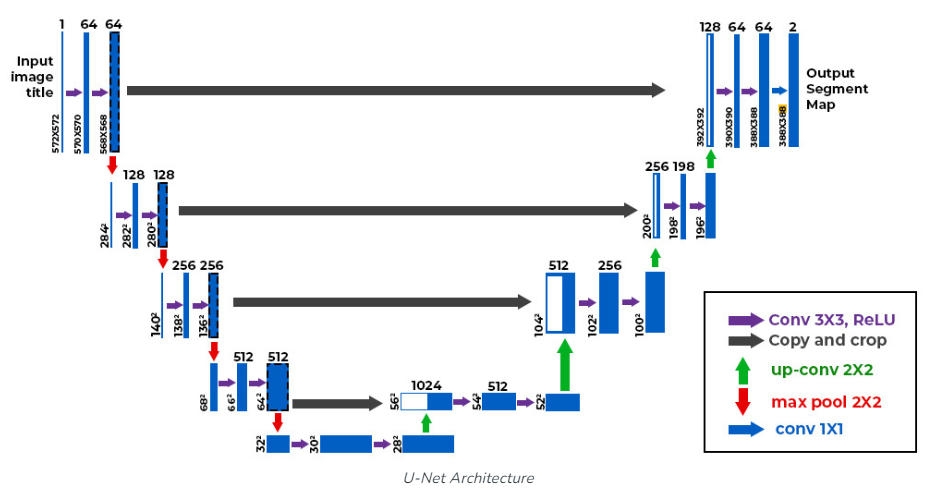 1 64 64
Input
image
title
572X572
570X570
568X568
128 64 64 2
392X392
390X390
388X388
388X388
Output
Segment
Map
128 128
284²
282²
280²
256 198
200²
198²
196²
256 256
140²
138²
136²
512 256
104²
102²
100²
512 512
68²
66²
64²
1024 512
56²
54²
52²
32²
30²
28²
Conv 3X3, ReLU
Copy and crop
up-conv 2X2
max pool 2X2
conv 1X1
U-Net Architecture